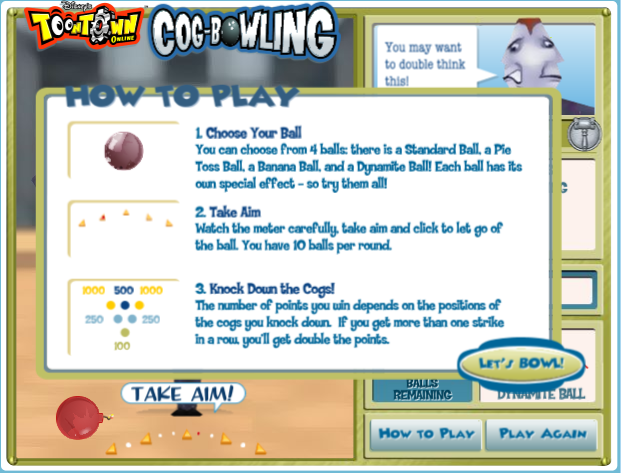 Disney's
TOONTOWN
ONLINE
COG-BOWLING
You may want
to double think
this!
HOW TO PLAY
1. Choose Your Ball
You can choose from 4 balls: there is a Standard Ball, a Pie
Toss Ball, a Banana Ball, and a Dynamite Ball! Each ball has its
own special effect - so try them all!
2. Take Aim
Watch the meter carefully, take aim and click to let go of
the ball. You have 10 balls per round.
1000 500 1000
250 250
100
3. Knock Down the Cogs!
The number of points you win depends on the positions of
the cogs you knock down. If you get more than one strike
in a row, you'll get double the points.
LET'S BOWL!
TAKE AIM!
BALLS
REMAINING
DYNAMITE BALL
HOW TO PLAY
PLAY AGAIN